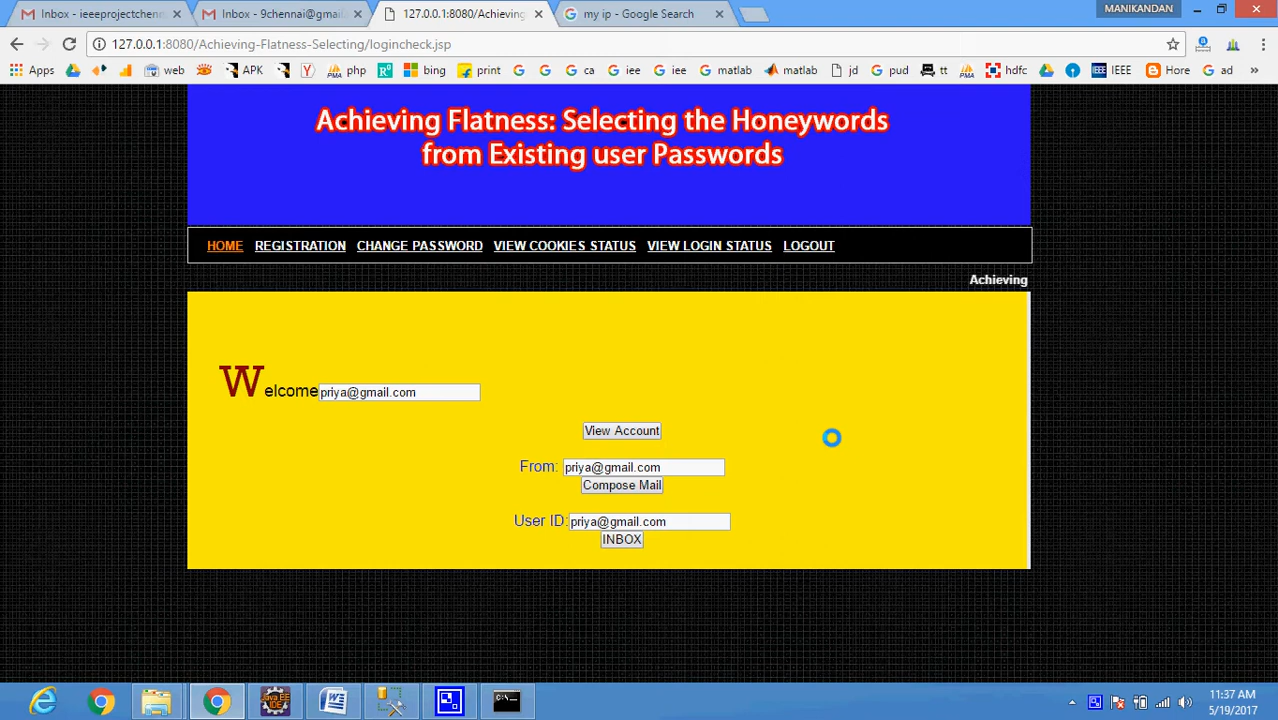 Inbox - ieeeprojectchenn
Inbox - 9chennai@gmail.
127.0.0.1:8080/Achieving
my ip - Google Search
MANIKANDAN
127.0.0.1:8080/Achieving-Flatness-Selecting/logincheck.jsp
Apps web APK php bing print ca iee iee matlab matlab jd pud tt hdfc IEEE Hore ad »
Achieving Flatness: Selecting the Honeywords
from Existing user Passwords
HOME REGISTRATION CHANGE PASSWORD VIEW COOKIES STATUS VIEW LOGIN STATUS LOGOUT
Achieving
Welcome priya@gmail.com
View Account
From: priya@gmail.com
Compose Mail
User ID: priya@gmail.com
INBOX
11:37 AM
5/19/2017